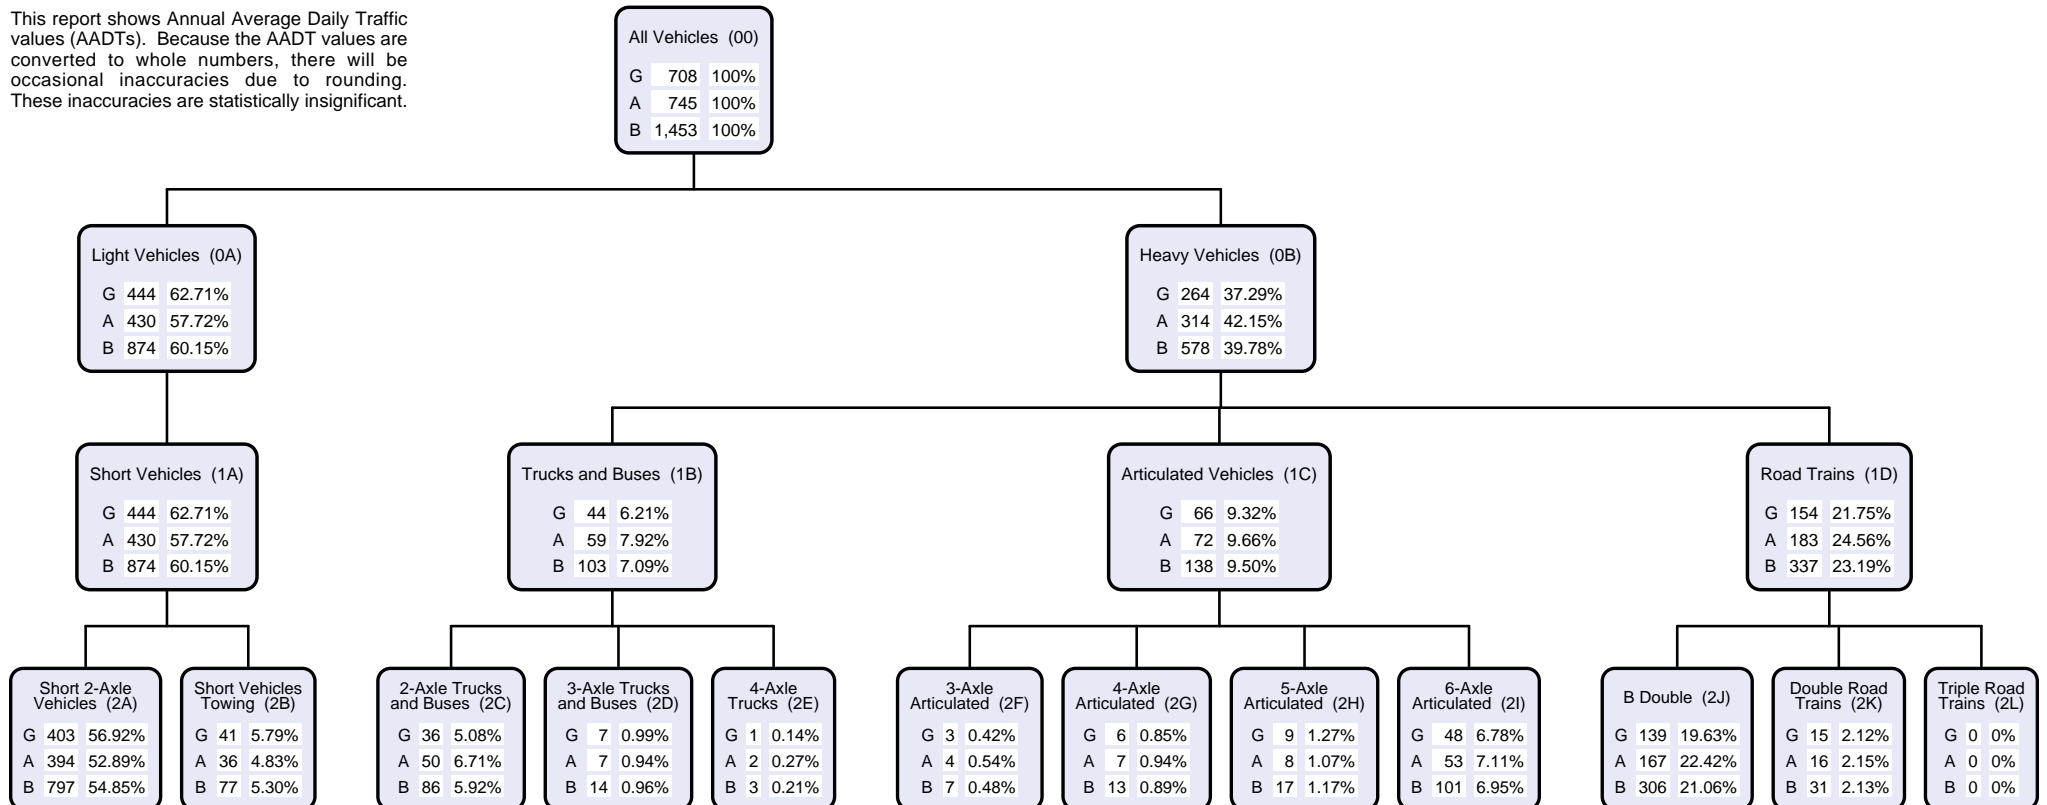 This report shows Annual Average Daily Traffic
values (AADTs). Because the AADT values are
converted to whole numbers, there will be
occasional inaccuracies due to rounding.
These inaccuracies are statistically insignificant.
All Vehicles (00)
G 708 100%
A 745 100%
B 1,453 100%
Light Vehicles (0A)
G 444 62.71%
A 430 57.72%
B 874 60.15%
Heavy Vehicles (0B)
G 264 37.29%
A 314 42.15%
B 578 39.78%
Short Vehicles (1A)
G 444 62.71%
A 430 57.72%
B 874 60.15%
Trucks and Buses (1B)
G 44 6.21%
A 59 7.92%
B 103 7.09%
Articulated Vehicles (1C)
G 66 9.32%
A 72 9.66%
B 138 9.50%
Road Trains (1D)
G 154 21.75%
A 183 24.56%
B 337 23.19%
Short 2-Axle
Vehicles (2A)
G 403 56.92%
A 394 52.89%
B 797 54.85%
Short Vehicles
Towing (2B)
G 41 5.79%
A 36 4.83%
B 77 5.30%
2-Axle Trucks
and Buses (2C)
G 36 5.08%
A 50 6.71%
B 86 5.92%
3-Axle Trucks
and Buses (2D)
G 7 0.99%
A 7 0.94%
B 14 0.96%
4-Axle
Trucks (2E)
G 1 0.14%
A 2 0.27%
B 3 0.21%
3-Axle
Articulated (2F)
G 3 0.42%
A 4 0.54%
B 7 0.48%
4-Axle
Articulated (2G)
G 6 0.85%
A 7 0.94%
B 13 0.89%
5-Axle
Articulated (2H)
G 9 1.27%
A 8 1.07%
B 17 1.17%
6-Axle
Articulated (2I)
G 48 6.78%
A 53 7.11%
B 101 6.95%
B Double (2J)
G 139 19.63%
A 167 22.42%
B 306 21.06%
Double Road
Trains (2K)
G 15 2.12%
A 16 2.15%
B 31 2.13%
Triple Road
Trains (2L)
G 0 0%
A 0 0%
B 0 0%